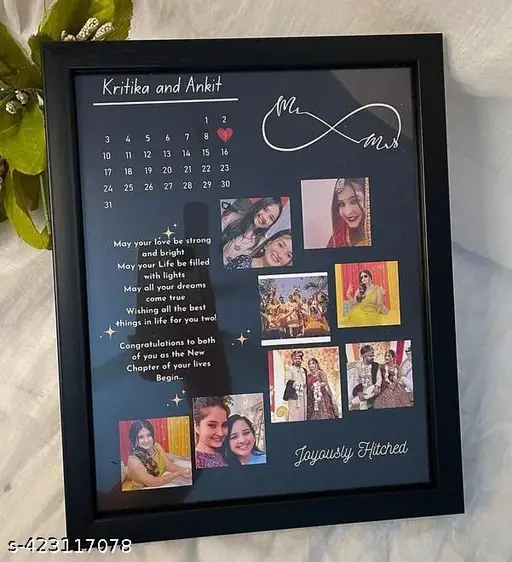 Kritika and Ankit
1 2
3 4 5 6 7 8 9
10 11 12 13 14 15 16
17 18 19 20 21 22 23
24 25 26 27 28 29 30
31
Mr
Mrs
May your love be strong
and bright
May your Life be filled
with lights
May all your dreams
come true
Wishing all the best
things in life for you two!
Congratulations to both
of you as the New
Chapter of your lives
Begin...
Joyously Hitched
s-423117078